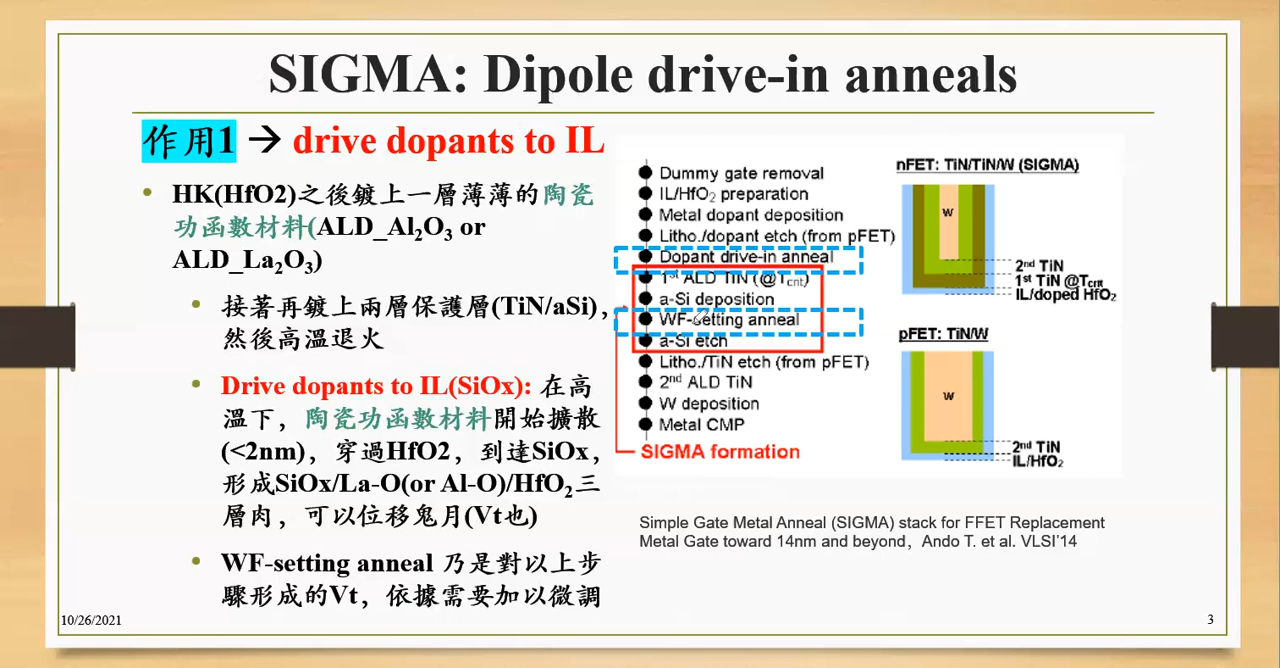 SIGMA: Dipole drive-in anneals
作用1 → drive dopants to IL
• HK(HfO2)之後鍍上一層薄薄的陶瓷
功函數材料(ALD_Al₂O₃ or
ALD_La₂O₃)
• 接著再鍍上兩層保護層(TiN/aSi),
然後高溫退火
• Drive dopants to IL(SiOx): 在高
溫下，陶瓷功函數材料開始擴散
(<2nm)，穿過HfO2，到達SiOx，
形成SiOx/La-O(or Al-O)/HfO₂三
層肉，可以位移鬼月(Vt也)
• WF-setting anneal 乃是對以上步
驟形成的Vt，依據需要加以微調
Dummy gate removal
IL/HfO₂ preparation
Metal dopant deposition
Litho./dopant etch (from pFET)
Dopant drive-in anneal
1st ALD TiN (@Tcnt)
a-Si deposition
WF-setting anneal
a-Si etch
Litho./TiN etch (from pFET)
2nd ALD TiN
W deposition
Metal CMP
SIGMA formation
nFET: TiN/TiN/W (SIGMA)
W
2nd TiN
1st TiN @Tcnt
IL/doped HfO₂
pFET: TiN/W
W
2nd TiN
IL/HfO₂
Simple Gate Metal Anneal (SIGMA) stack for FFET Replacement
Metal Gate toward 14nm and beyond，Ando T. et al. VLSI'14
10/26/2021
3